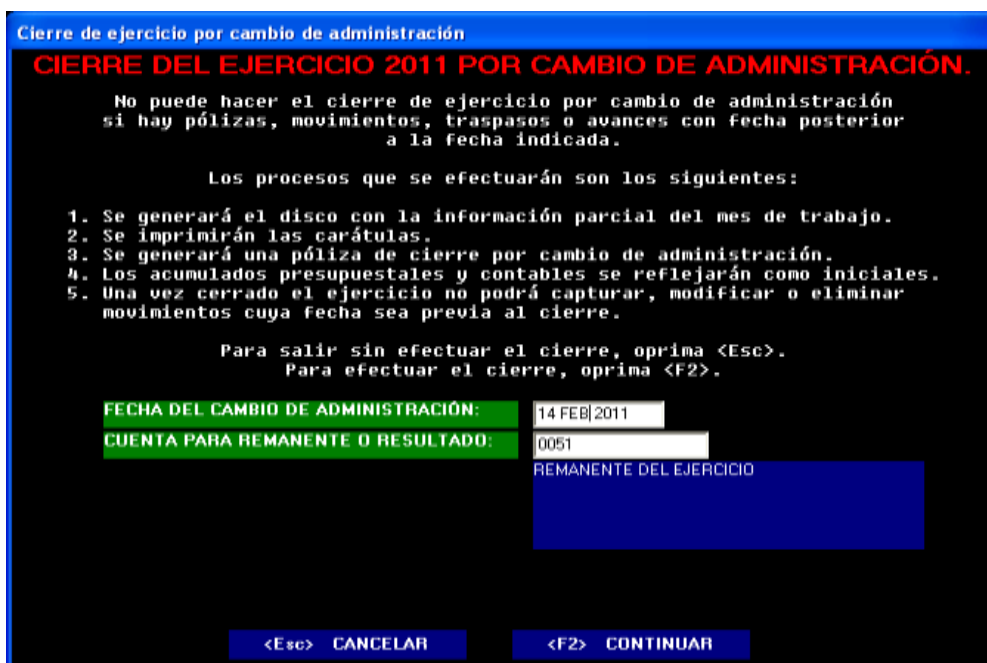 Cierre de ejercicio por cambio de administración
CIERRE DEL EJERCICIO 2011 POR CAMBIO DE ADMINISTRACIÓN.
No puede hacer el cierre de ejercicio por cambio de administración
si hay pólizas, movimientos, traspasos o avances con fecha posterior
a la fecha indicada.
Los procesos que se efectuarán son los siguientes:
1. Se generará el disco con la información parcial del mes de trabajo.
2. Se imprimirán las carátulas.
3. Se generará una póliza de cierre por cambio de administración.
4. Los acumulados presupuestales y contables se reflejarán como iniciales.
5. Una vez cerrado el ejercicio no podrá capturar, modificar o eliminar
movimientos cuya fecha sea previa al cierre.
Para salir sin efectuar el cierre, oprima <Esc>.
Para efectuar el cierre, oprima <F2>.
FECHA DEL CAMBIO DE ADMINISTRACIÓN: 14 FEB 2011
CUENTA PARA REMANENTE O RESULTADO: 0051
REMANENTE DEL EJERCICIO
<Esc> CANCELAR <F2> CONTINUAR